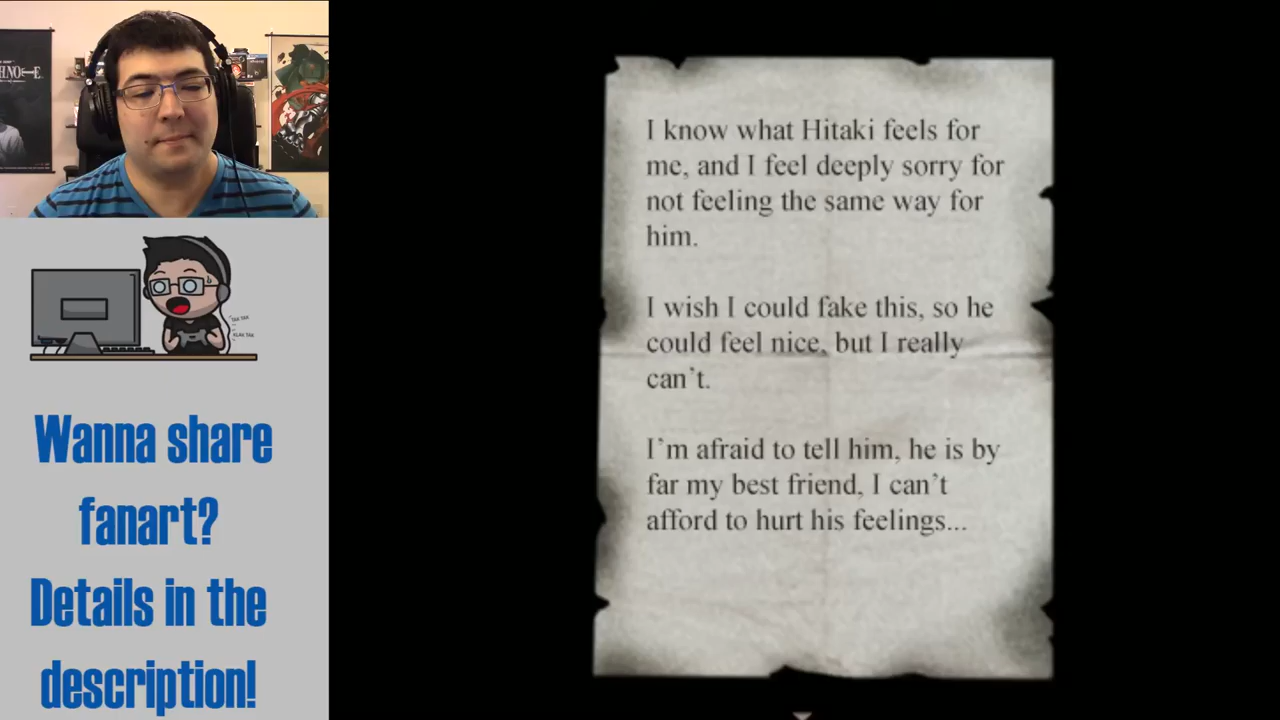 HNO E
I know what Hitaki feels for
me, and I feel deeply sorry for
not feeling the same way for
him.
I wish I could fake this, so he
could feel nice, but I really
can't.
I'm afraid to tell him, he is by
far my best friend, I can't
afford to hurt his feelings...
Wanna share
fanart?
Details in the
description!